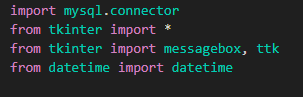 import mysql.connector
from tkinter import *
from tkinter import messagebox, ttk
from datetime import datetime